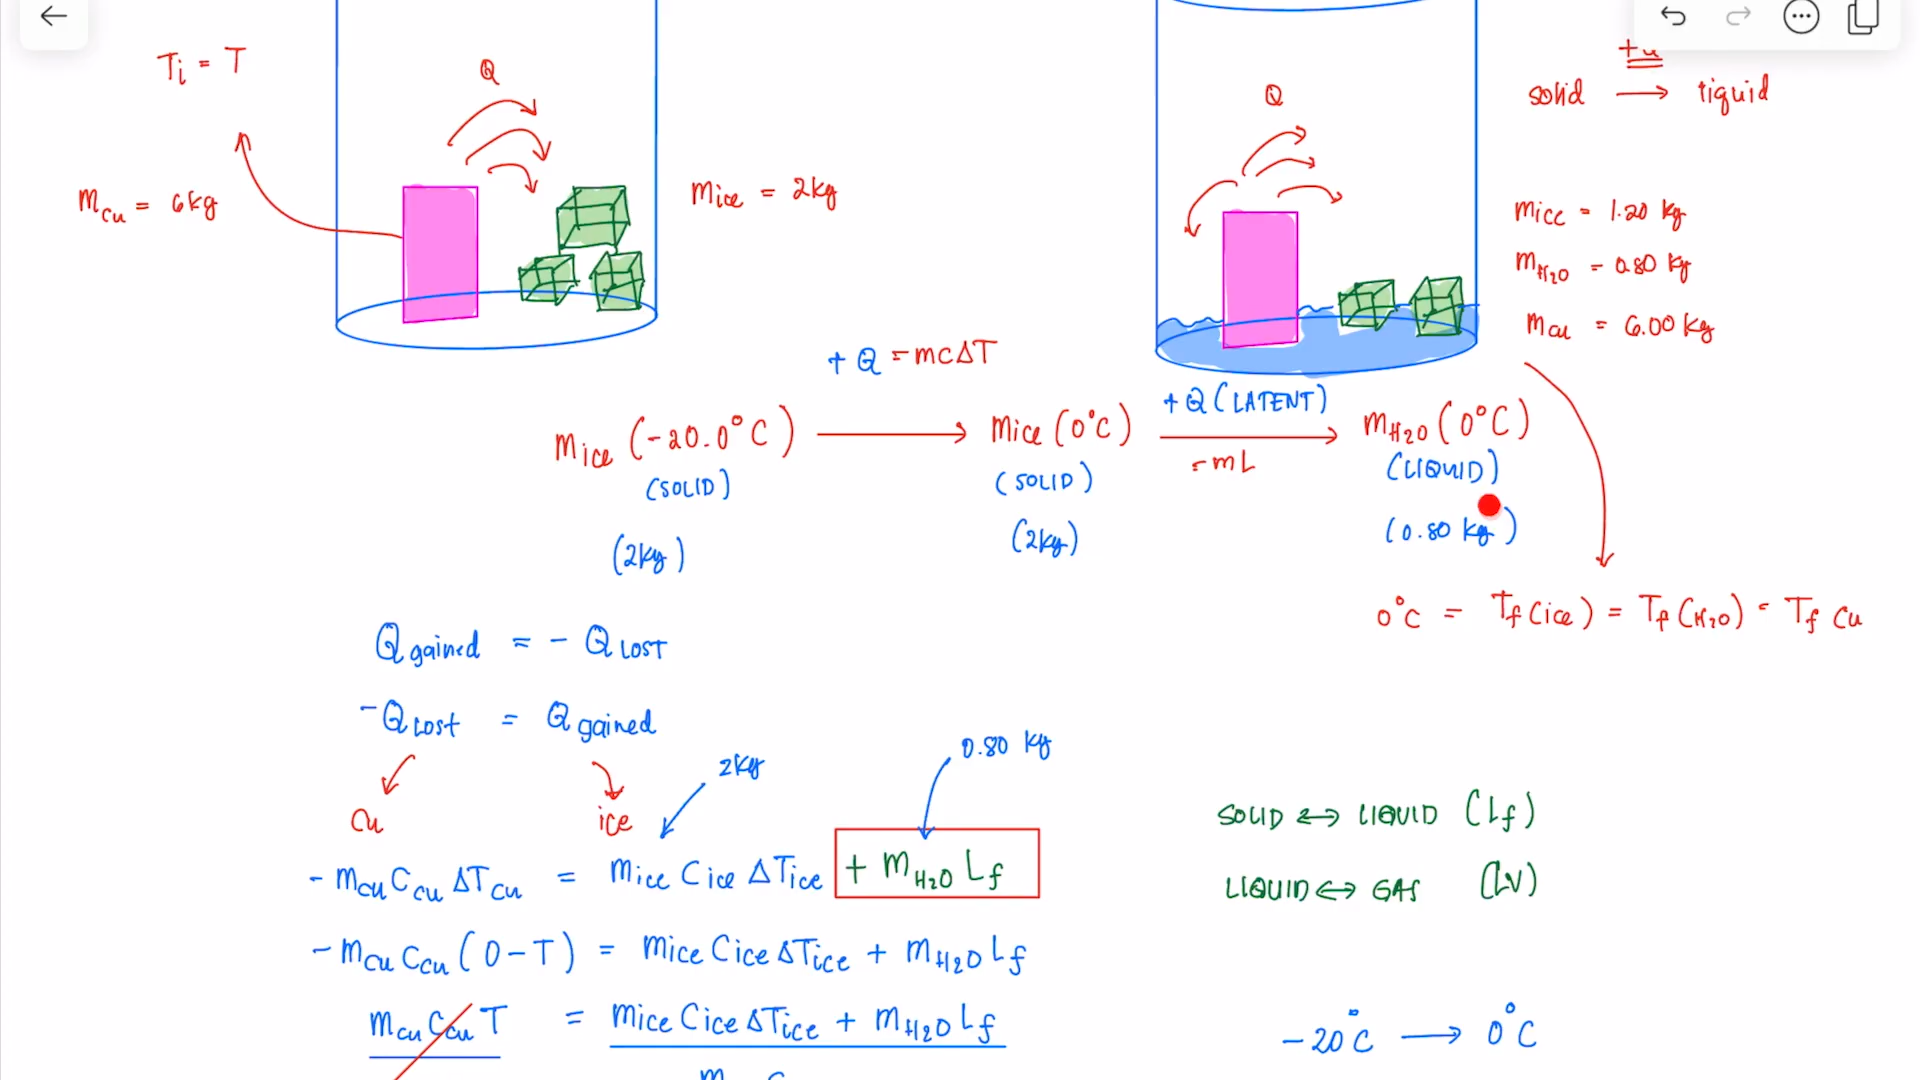 Ti = T
Q
mCu = 6kg
mice = 2kg
Q
solid → liquid
mice = 1.20 kg
mH2O = 0.80 kg
mCu = 6.00 kg
+ Q = mcΔT
+ Q (LATENT)
mice (-20.0°C) → mice (0°C) → mH2O (0°C)
= mL
(SOLID) (SOLID) (LIQUID)
(2kg) (2kg) (0.80 kg)
0°C = Tf (ice) = Tf (H2O) = Tf Cu
Qgained = - QLOST
-QLost = Qgained
Cu ice
2kg
0.80 kg
- mCu CCu ΔTCu = mice Cice ΔTice + mH2O Lf
- mCu CCu (0 - T) = mice Cice ΔTice + mH2O Lf
mCu CCu T = mice Cice ΔTice + mH2O Lf
SOLID ↔ LIQUID (Lf)
LIQUID ↔ GAS (LV)
-20°C → 0°C